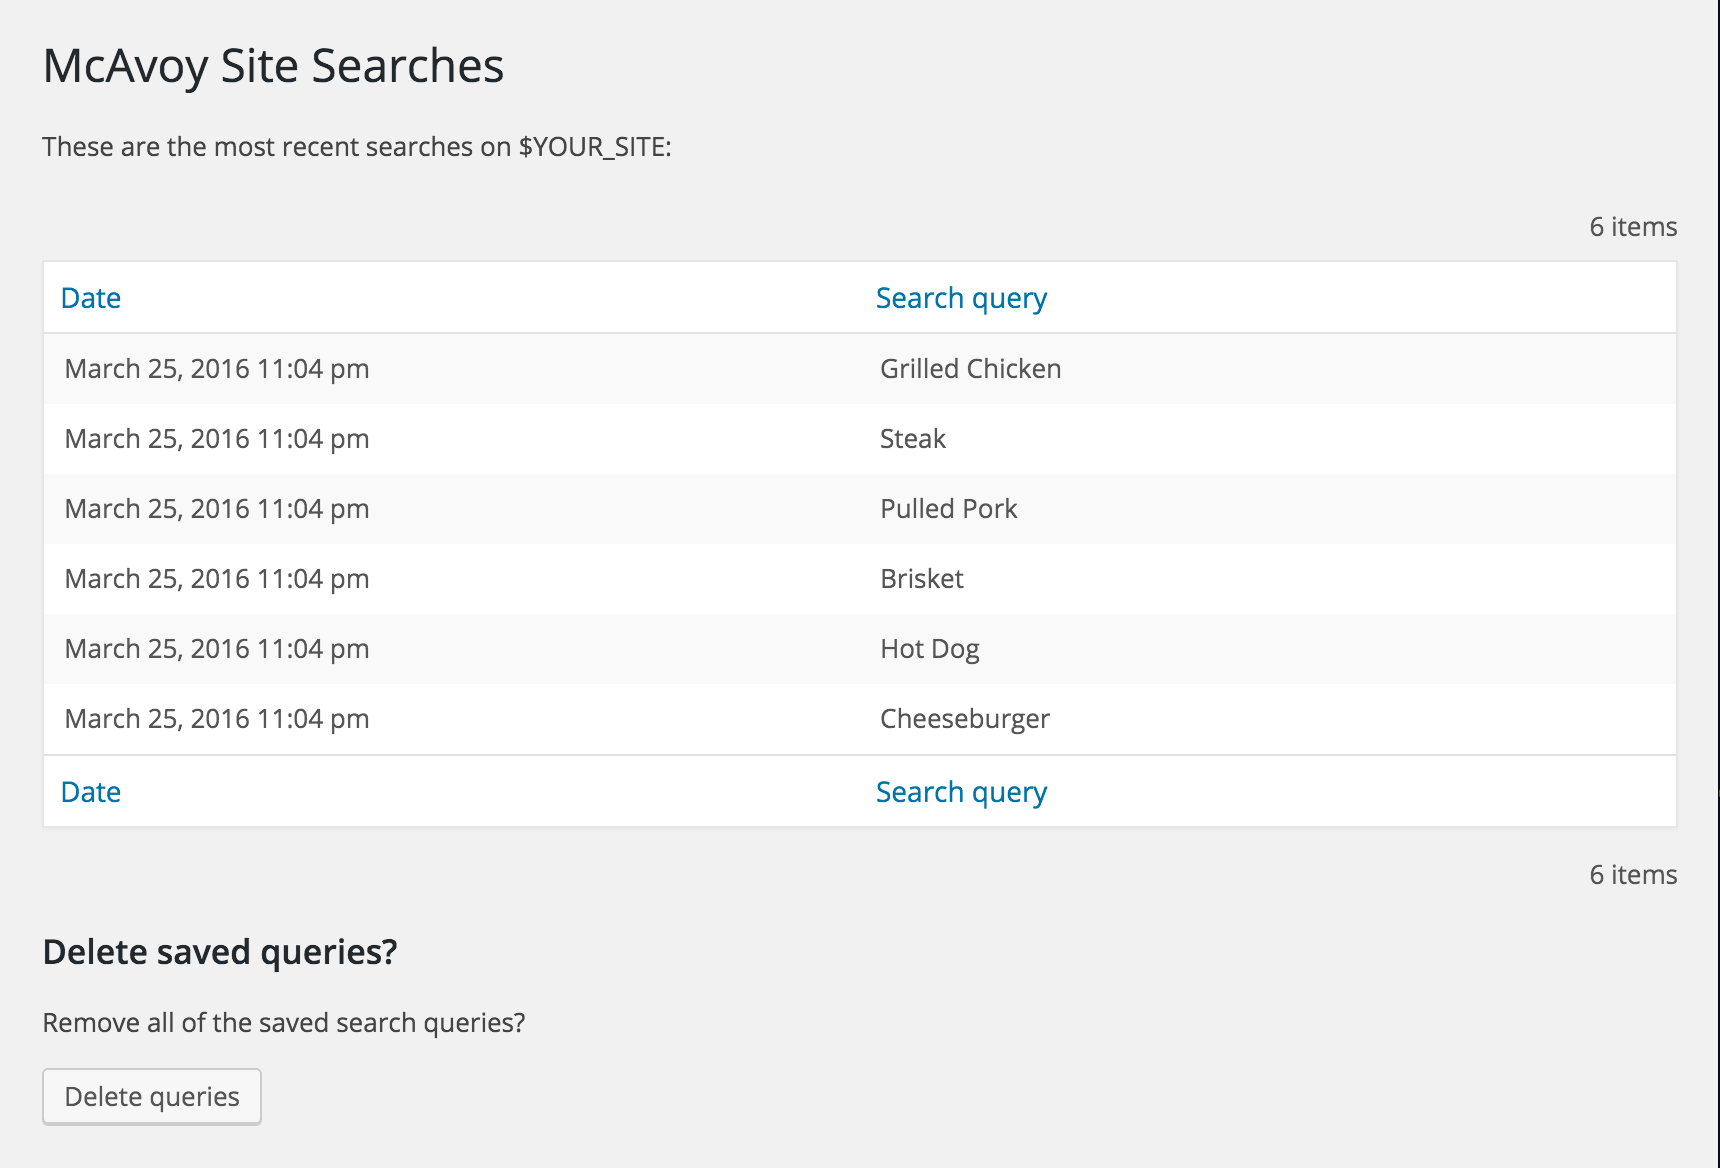 McAvoy Site Searches
These are the most recent searches on $YOUR_SITE:
6 items
Date Search query
March 25, 2016 11:04 pm Grilled Chicken
March 25, 2016 11:04 pm Steak
March 25, 2016 11:04 pm Pulled Pork
March 25, 2016 11:04 pm Brisket
March 25, 2016 11:04 pm Hot Dog
March 25, 2016 11:04 pm Cheeseburger
Date Search query
6 items
Delete saved queries?
Remove all of the saved search queries?
Delete queries